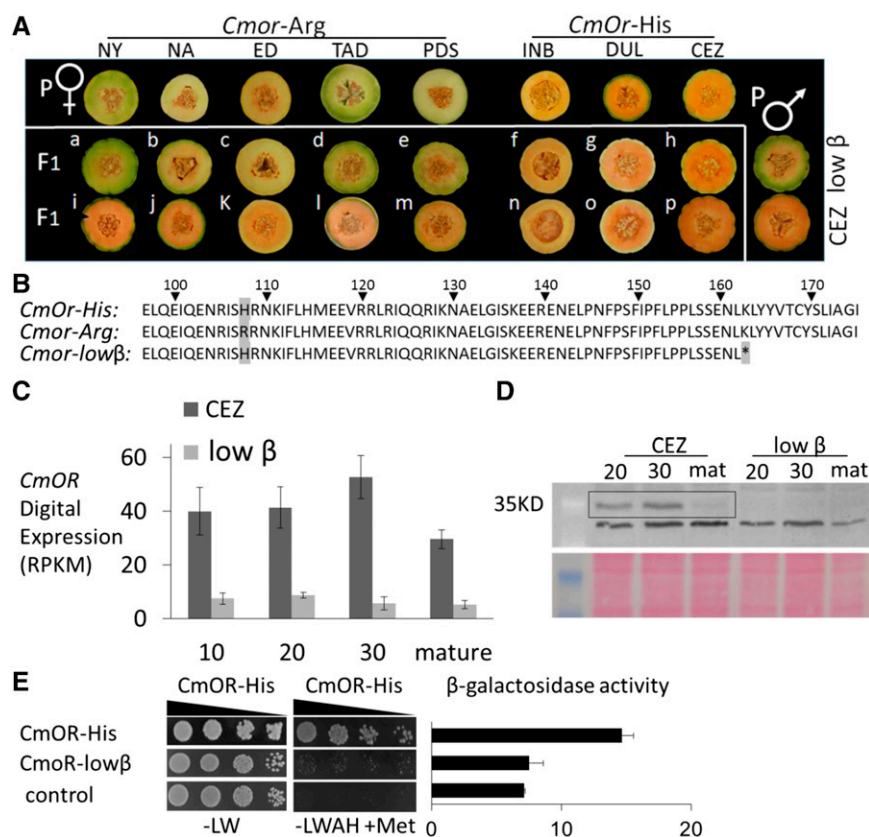 A
Cmor-Arg CmOr-His
NY NA ED TAD PDS INB DUL CEZ
P♀ P♂
F1 a b c d e f g h low β
F1 i j K l m n o p CEZ
B
100 110 120 130 140 150 160 170
CmOr-His: ELQEIQENRISHRNKIFLHMEEVRRLRIQQRIKNAELGISKEERENELPNFPSFIPFLPPLSSENLKLYYVTCYSLIAGI
Cmor-Arg: ELQEIQENRISRRNKIFLHMEEVRRLRIQQRIKNAELGISKEERENELPNFPSFIPFLPPLSSENLKLYYVTCYSLIAGI
Cmor-lowβ: ELQEIQENRISHRNKIFLHMEEVRRLRIQQRIKNAELGISKEERENELPNFPSFIPFLPPLSSENL*
C
CEZ
low β
CmOR
Digital
Expression
(RPKM)
60
40
20
0
10 20 30 mature
D
CEZ low β
20 30 mat 20 30 mat
35KD
E
CmOR-His CmOR-His β-galactosidase activity
CmOR-His
CmoR-lowβ
control
-LW -LWAH +Met 0 10 20